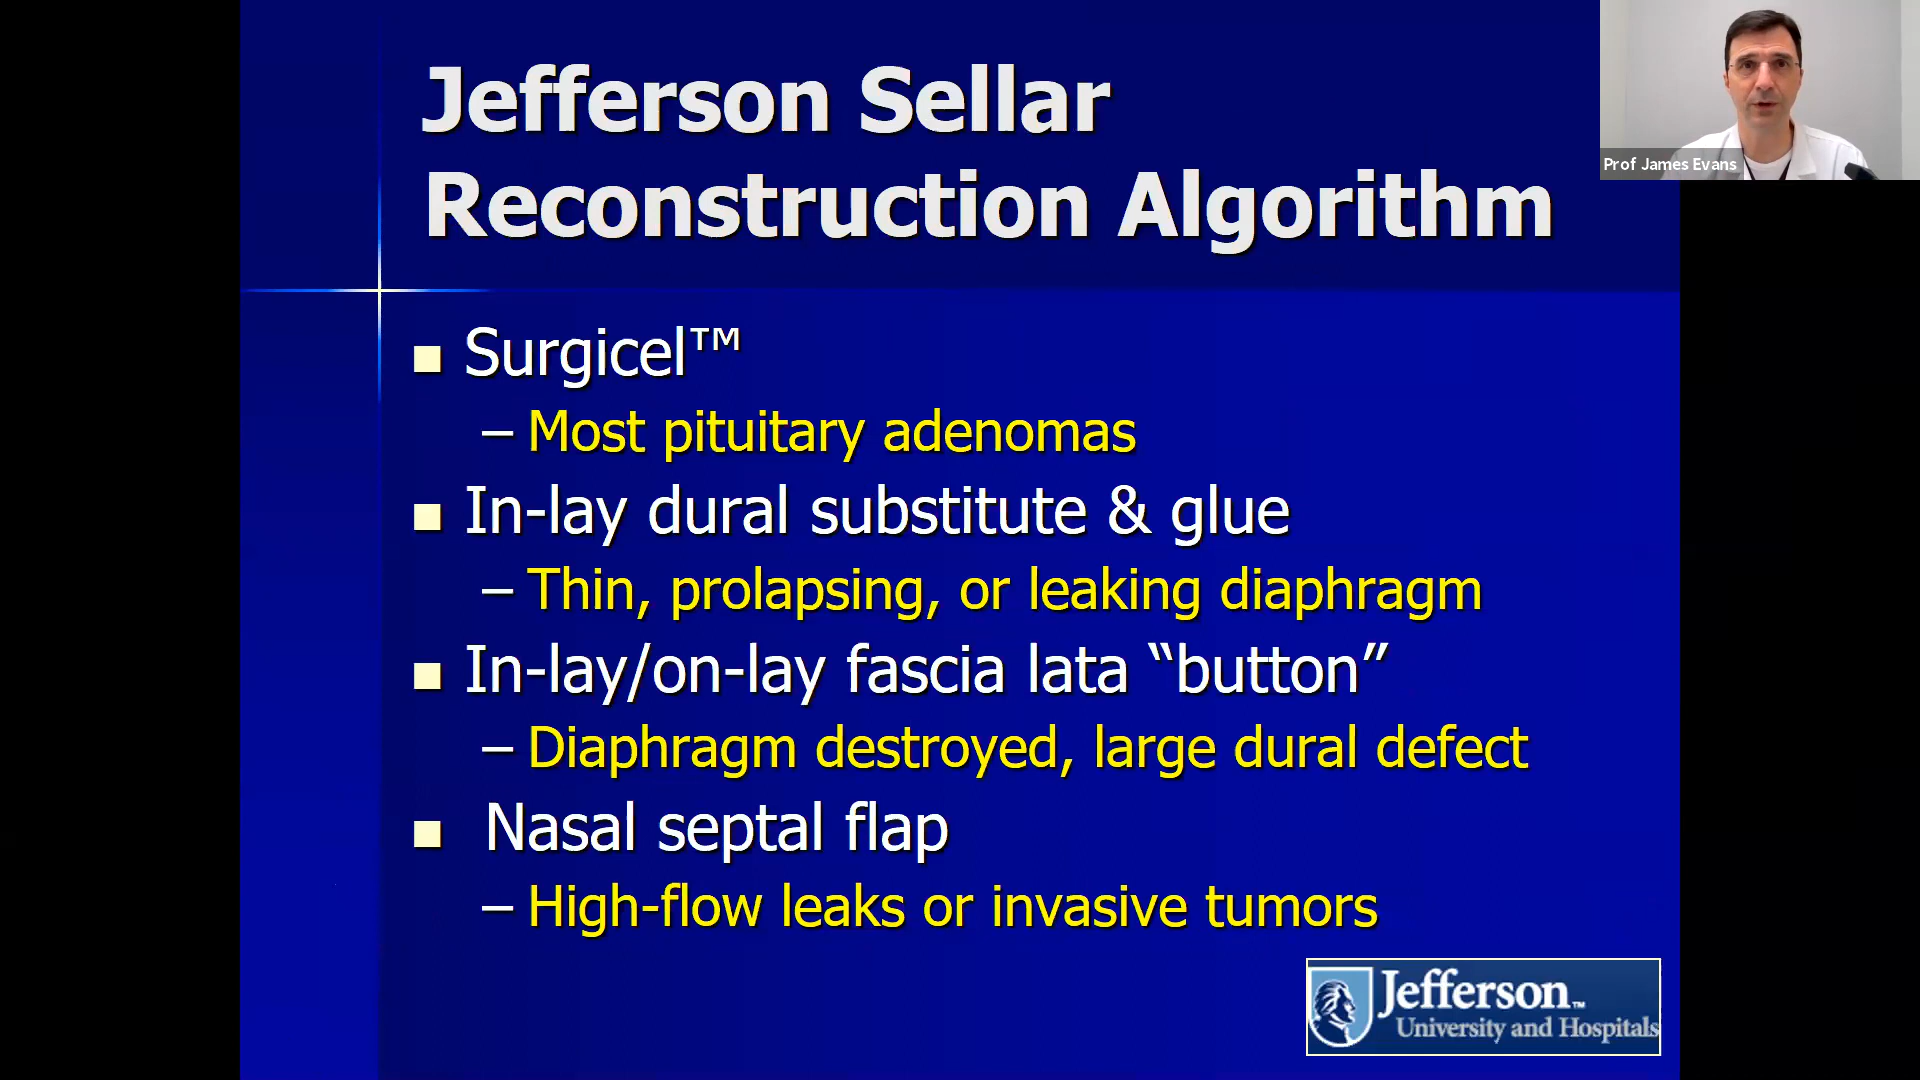 Jefferson Sellar
Reconstruction Algorithm
Prof James Evans
■ Surgicel™
– Most pituitary adenomas
■ In-lay dural substitute & glue
– Thin, prolapsing, or leaking diaphragm
■ In-lay/on-lay fascia lata “button”
– Diaphragm destroyed, large dural defect
■ Nasal septal flap
– High-flow leaks or invasive tumors
Jefferson™
University and Hospitals